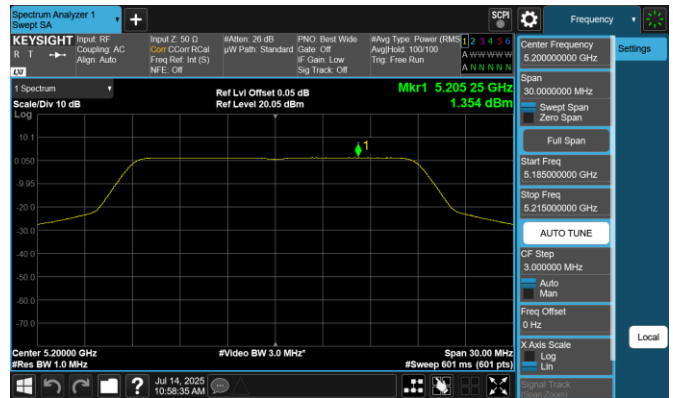 Spectrum Analyzer 1
Swept SA
SCPI
Frequency
KEYSIGHT
R T
LXI
Input: RF
Coupling: AC
Align: Auto
Input Z: 50 Ω
Corr CCorr RCal
Freq Ref: Int (S)
NFE: Off
#Atten: 26 dB
µW Path: Standard
PNO: Best Wide
Gate: Off
IF Gain: Low
Sig Track: Off
#Avg Type: Power (RMS
Avg|Hold: 100/100
Trig: Free Run
1 2 3 4 5 6
A W W W W W
A N N N N N
1 Spectrum
Scale/Div 10 dB
Log
Ref Lvl Offset 0.05 dB
Ref Level 20.05 dBm
Mkr1 5.205 25 GHz
1.354 dBm
1
10.1
0.050
-9.95
-20.0
-30.0
-40.0
-50.0
-60.0
-70.0
Center 5.20000 GHz
#Res BW 1.0 MHz
#Video BW 3.0 MHz*
Span 30.00 MHz
#Sweep 601 ms (601 pts)
Jul 14, 2025
10:58:35 AM
Center Frequency
5.200000000 GHz
Span
30.0000000 MHz
Swept Span
Zero Span
Full Span
Start Freq
5.185000000 GHz
Stop Freq
5.215000000 GHz
AUTO TUNE
CF Step
3.000000 MHz
Auto
Man
Freq Offset
0 Hz
X Axis Scale
Log
Lin
Signal Track
(Span Zoom)
Settings
Local